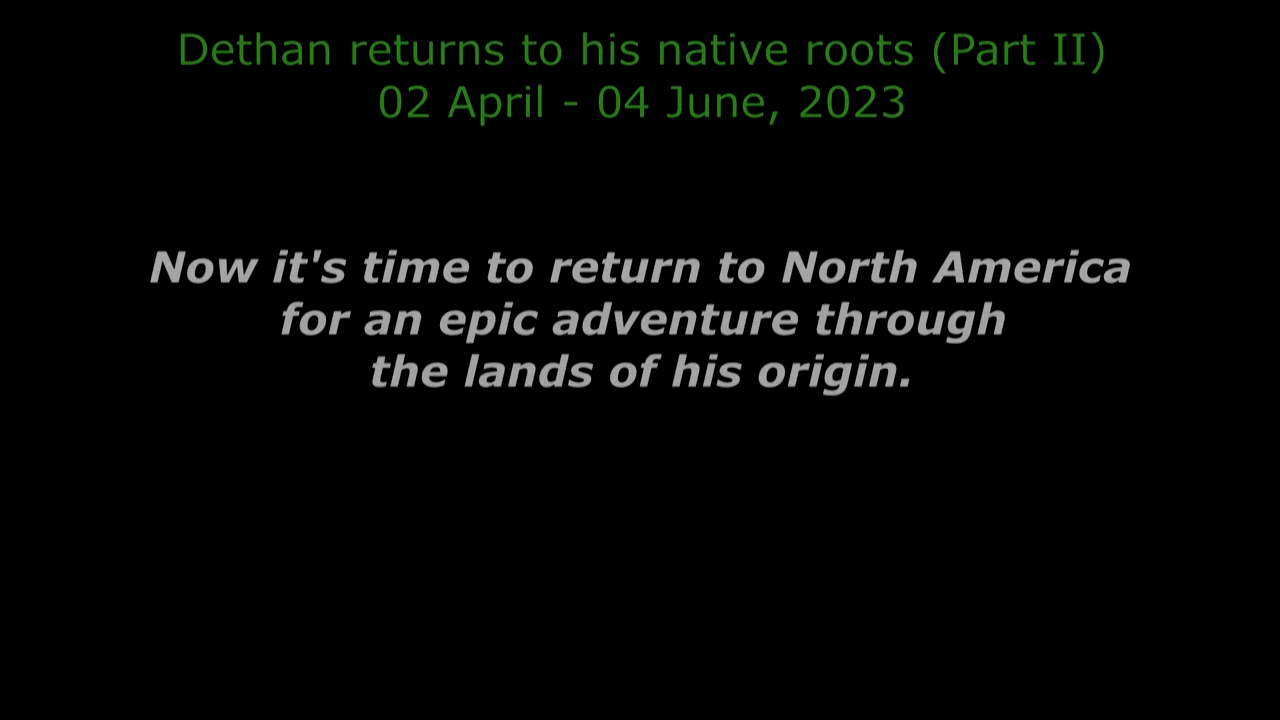 Dethan returns to his native roots (Part II)
02 April - 04 June, 2023
Now it's time to return to North America
for an epic adventure through
the lands of his origin.